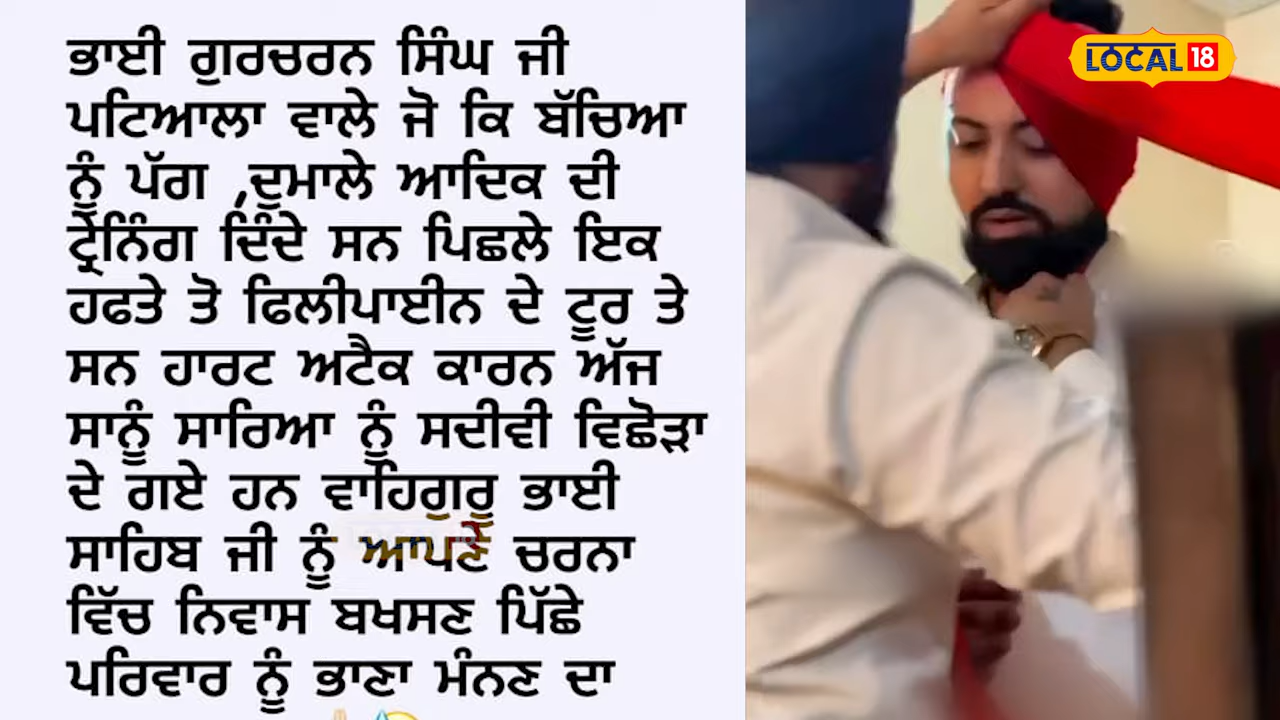 ਭਾਈ ਗੁਰਚਰਨ ਸਿੰਘ ਜੀ
ਪਟਿਆਲਾ ਵਾਲੇ ਜੋ ਕਿ ਬੱਚਿਆ
ਨੂੰ ਪੱਗ ,ਦੁਮਾਲੇ ਆਦਿਕ ਦੀ
ਟ੍ਰੇਨਿੰਗ ਦਿੰਦੇ ਸਨ ਪਿਛਲੇ ਇਕ
ਹਫਤੇ ਤੋ ਫਿਲੀਪਾਈਨ ਦੇ ਟੂਰ ਤੇ
ਸਨ ਹਾਰਟ ਅਟੈਕ ਕਾਰਨ ਅੱਜ
ਸਾਨੂੰ ਸਾਰਿਆ ਨੂੰ ਸਦੀਵੀ ਵਿਛੋੜਾ
ਦੇ ਗਏ ਹਨ ਵਾਹਿਗੁਰੂ ਭਾਈ
ਸਾਹਿਬ ਜੀ ਨੂੰ ਆਪਣੇ ਚਰਨਾ
ਵਿੱਚ ਨਿਵਾਸ ਬਖਸਣ ਪਿੱਛੇ
ਪਰਿਵਾਰ ਨੂੰ ਭਾਣਾ ਮੰਨਣ ਦਾ
LOCAL 18